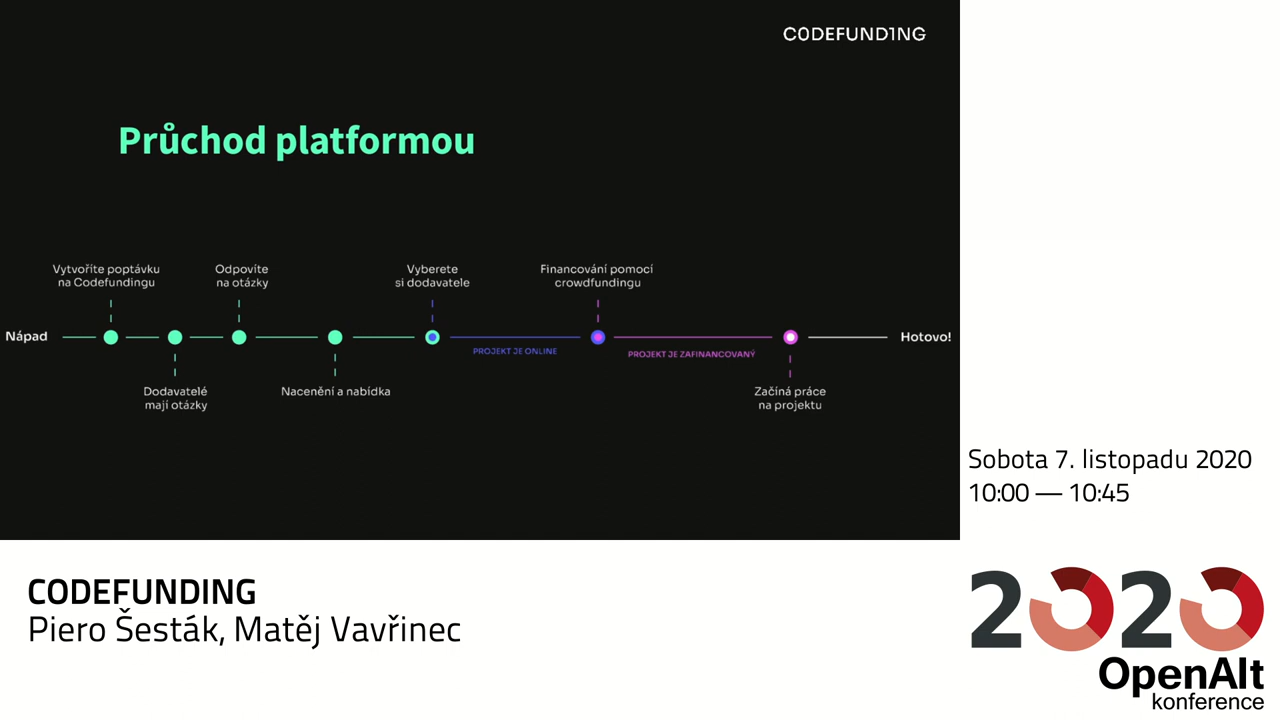 C0DEFUND1NG
Průchod platformou
Vytvoříte poptávku
na Codefundingu
Odpovíte
na otázky
Vyberete
si dodavatele
Financování pomocí
crowdfundingu
Nápad
PROJEKT JE ONLINE
PROJEKT JE ZAFINANCOVANÝ
Hotovo!
Dodavatelé
mají otázky
Nacenění a nabídka
Začíná práce
na projektu
Sobota 7. listopadu 2020
10:00 — 10:45
CODEFUNDING
Piero Šesták, Matěj Vavřinec
2020
OpenAlt
konference